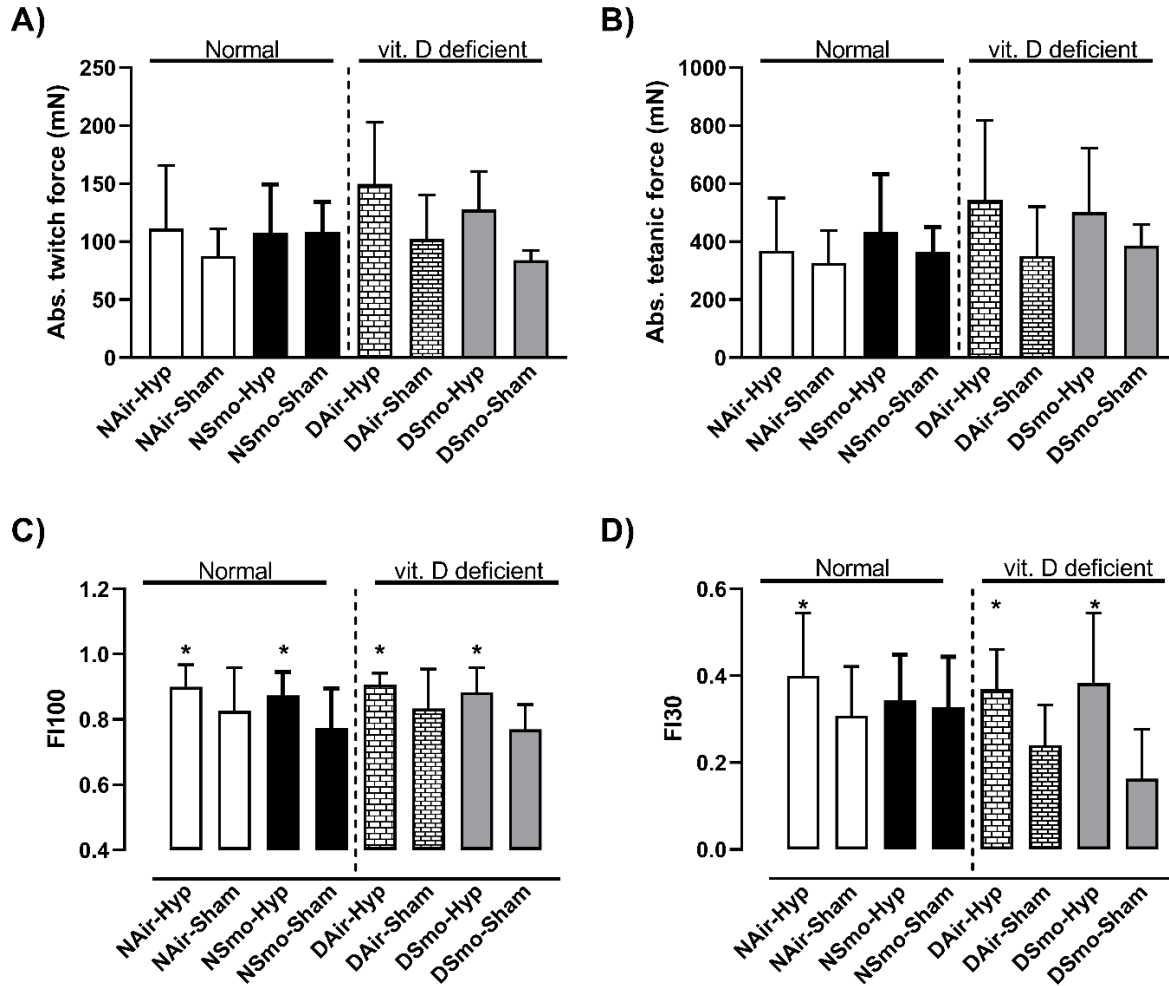 A)
Normal
vit. D deficient
Abs. twitch force (mN)
250
200
150
100
50
0
NAir-Hyp
NAir-Sham
NSmo-Hyp
NSmo-Sham
DAir-Hyp
DAir-Sham
DSmo-Hyp
DSmo-Sham
B)
Normal
vit. D deficient
Abs. tetanic force (mN)
1000
800
600
400
200
0
NAir-Hyp
NAir-Sham
NSmo-Hyp
NSmo-Sham
DAir-Hyp
DAir-Sham
DSmo-Hyp
DSmo-Sham
C)
Normal
vit. D deficient
FI100
1.2
1.0
0.8
0.6
0.4
* * * *
NAir-Hyp
NAir-Sham
NSmo-Hyp
NSmo-Sham
DAir-Hyp
DAir-Sham
DSmo-Hyp
DSmo-Sham
D)
Normal
vit. D deficient
FI30
0.6
0.4
0.2
0.0
* * *
NAir-Hyp
NAir-Sham
NSmo-Hyp
NSmo-Sham
DAir-Hyp
DAir-Sham
DSmo-Hyp
DSmo-Sham